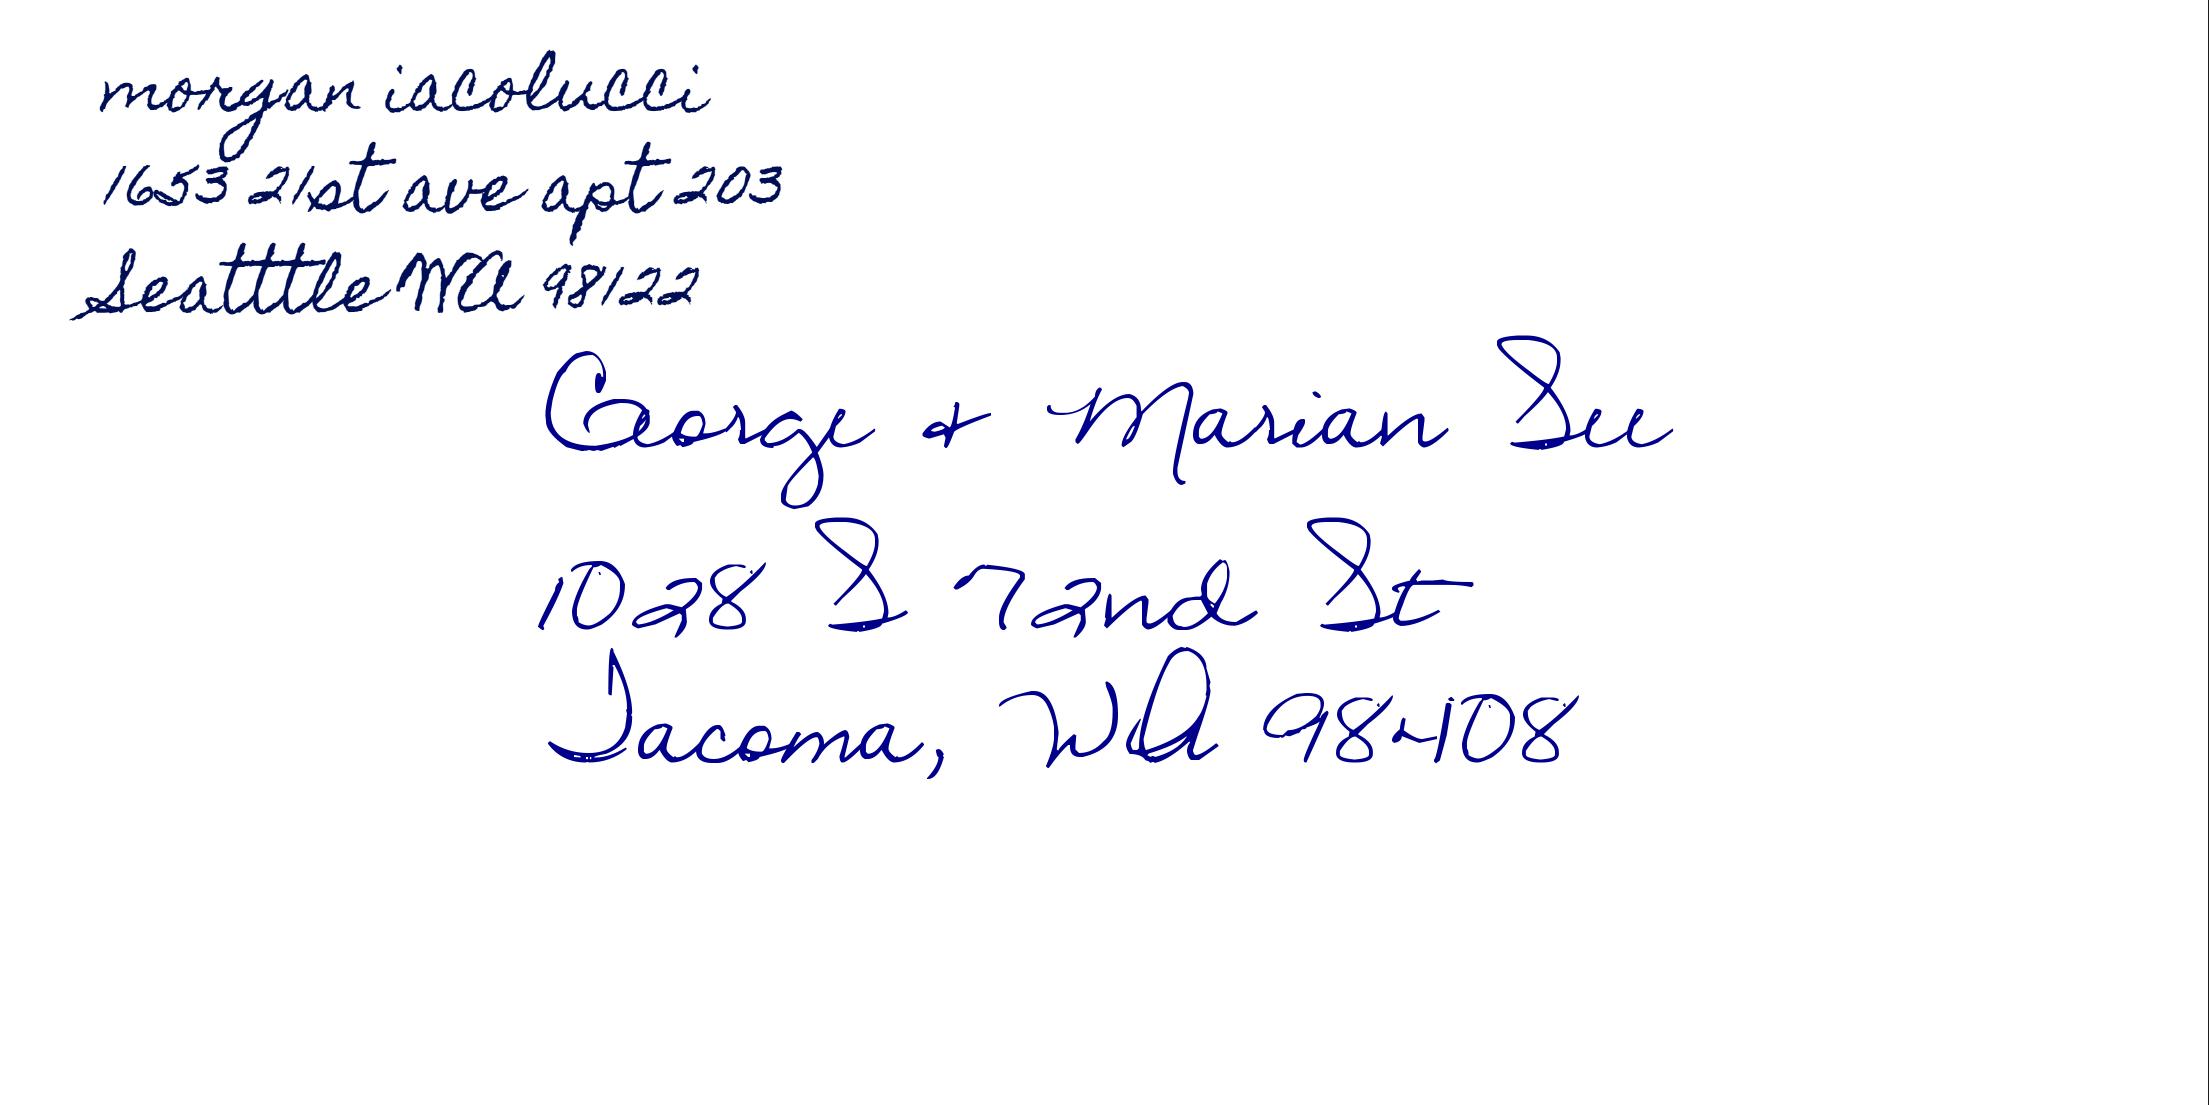 morgan iacolucci
1653 21st ave apt 203
Seatttle WA 98122
George & Marian See
1028 S 72nd St
Tacoma, WA 98408